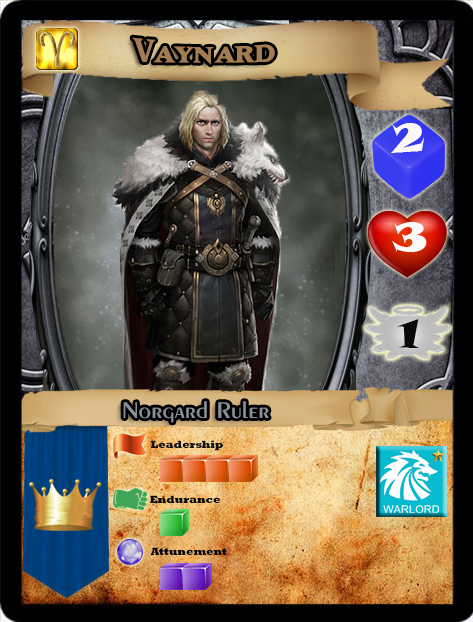 Vaynard
2
3
1
Norgard Ruler
Leadership
Endurance
Attunement
WARLORD